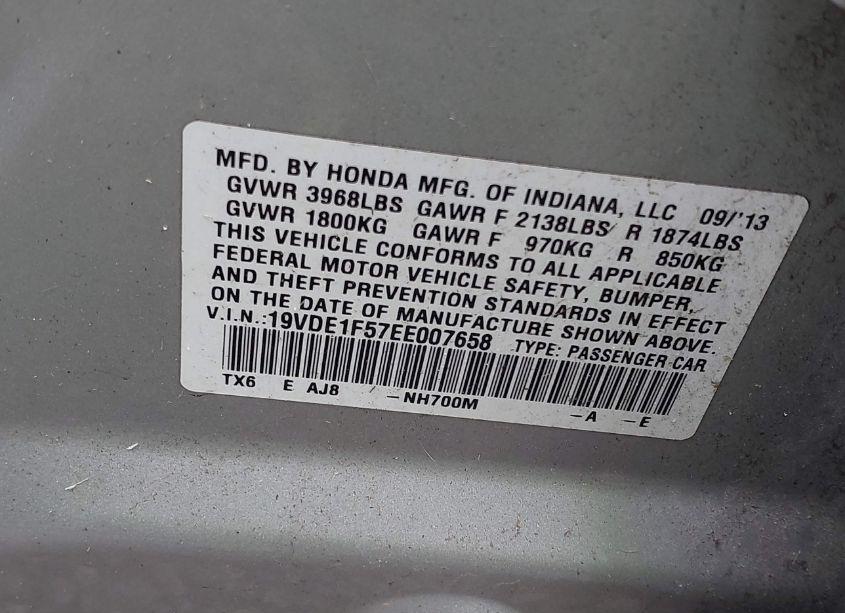 MFD. BY HONDA MFG. OF INDIANA, LLC 09/'13
GVWR 3968LBS GAWR F 2138LBS R 1874LBS
GVWR 1800KG GAWR F 970KG R 850KG
THIS VEHICLE CONFORMS TO ALL APPLICABLE
FEDERAL MOTOR VEHICLE SAFETY, BUMPER,
AND THEFT PREVENTION STANDARDS IN EFFECT
ON THE DATE OF MANUFACTURE SHOWN ABOVE.
V.I.N.:19VDE1F57EE007658 TYPE: PASSENGER CAR
TX6 E AJ8 -NH700M -A -E